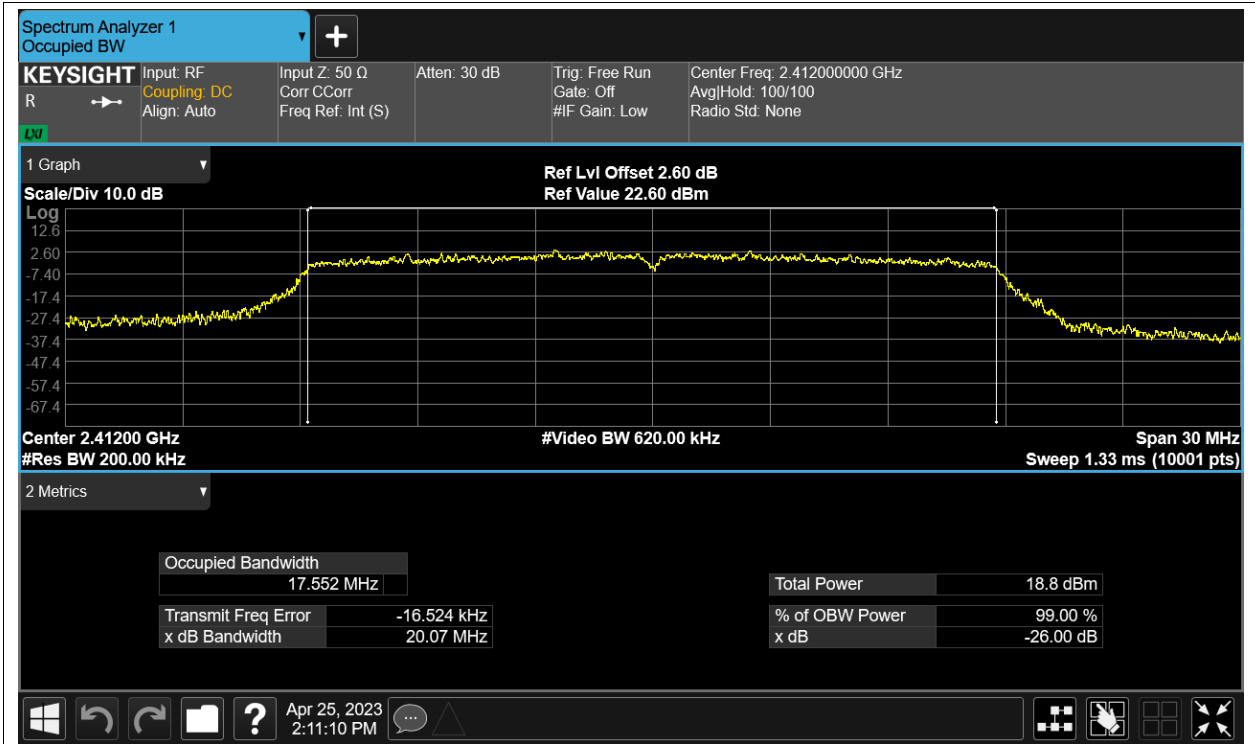 Spectrum Analyzer 1
Occupied BW
+
KEYSIGHT
R
LXI
Input: RF
Coupling: DC
Align: Auto
Input Z: 50 Ω
Corr CCorr
Freq Ref: Int (S)
Atten: 30 dB
Trig: Free Run
Gate: Off
#IF Gain: Low
Center Freq: 2.412000000 GHz
Avg|Hold: 100/100
Radio Std: None
1 Graph
Scale/Div 10.0 dB
Ref Lvl Offset 2.60 dB
Ref Value 22.60 dBm
Log
12.6
2.60
-7.40
-17.4
-27.4
-37.4
-47.4
-57.4
-67.4
Center 2.41200 GHz
#Res BW 200.00 kHz
#Video BW 620.00 kHz
Span 30 MHz
Sweep 1.33 ms (10001 pts)
2 Metrics
Occupied Bandwidth
17.552 MHz
Transmit Freq Error -16.524 kHz
x dB Bandwidth 20.07 MHz
Total Power 18.8 dBm
% of OBW Power 99.00 %
x dB -26.00 dB
?
Apr 25, 2023
2:11:10 PM